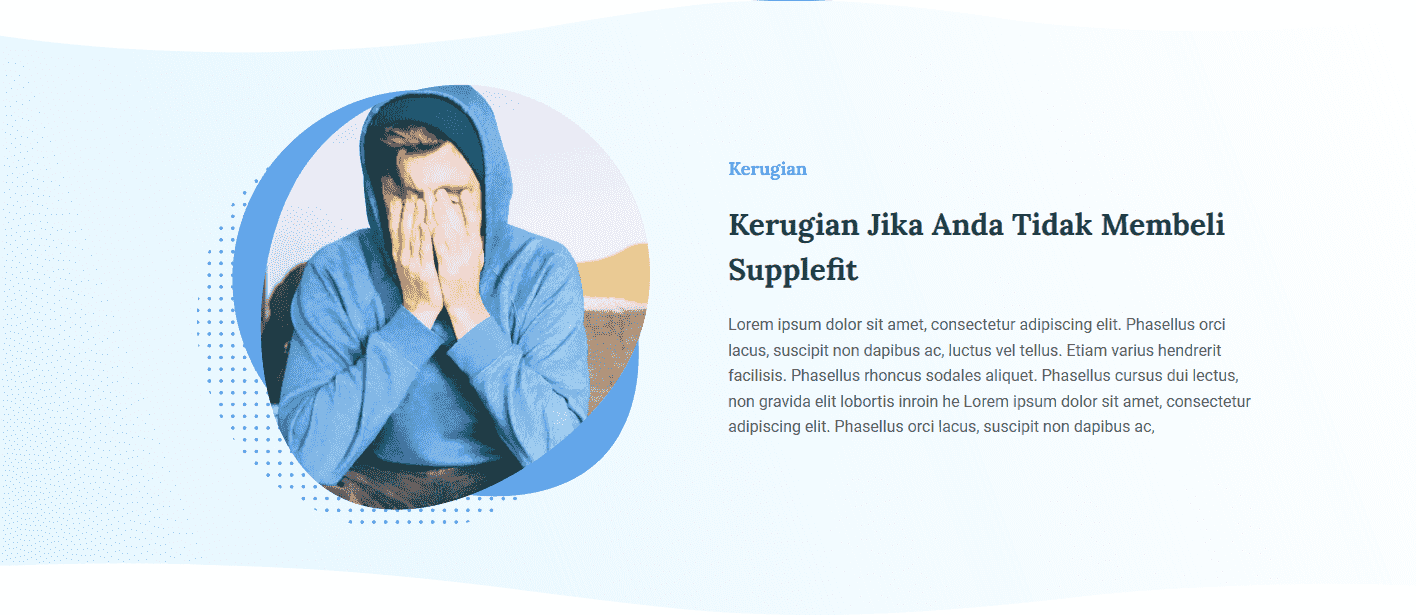 Kerugian
Kerugian Jika Anda Tidak Membeli
Supplefit
Lorem ipsum dolor sit amet, consectetur adipiscing elit. Phasellus orci
lacus, suscipit non dapibus ac, luctus vel tellus. Etiam varius hendrerit
facilisis. Phasellus rhoncus sodales aliquet. Phasellus cursus dui lectus,
non gravida elit lobortis inroin he Lorem ipsum dolor sit amet, consectetur
adipiscing elit. Phasellus orci lacus, suscipit non dapibus ac,